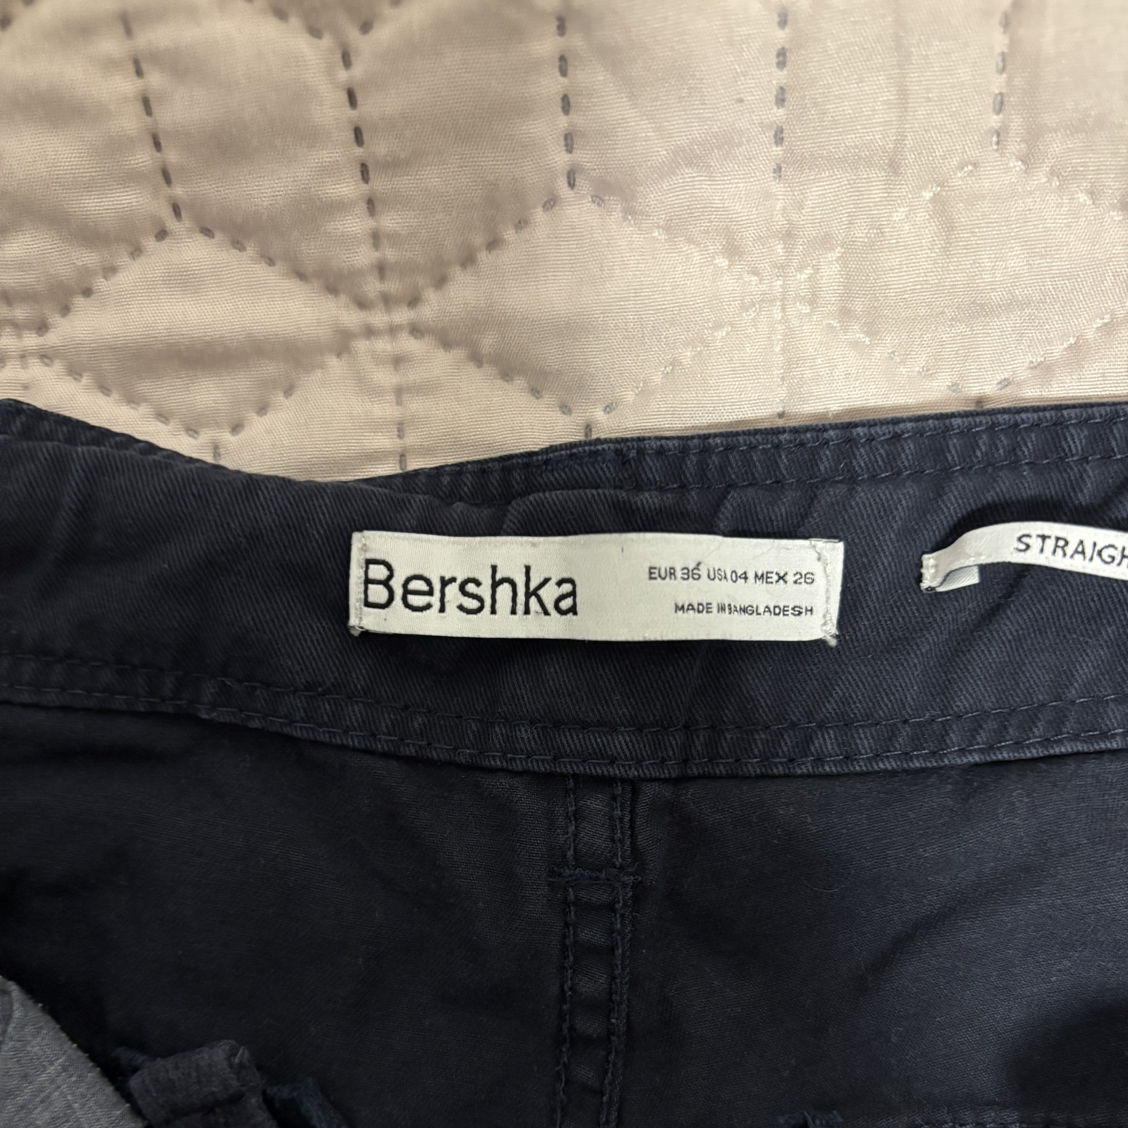 Bershka
EUR 36 USA 04 MEX 26
MADE IN BANGLADESH
STRAIGH